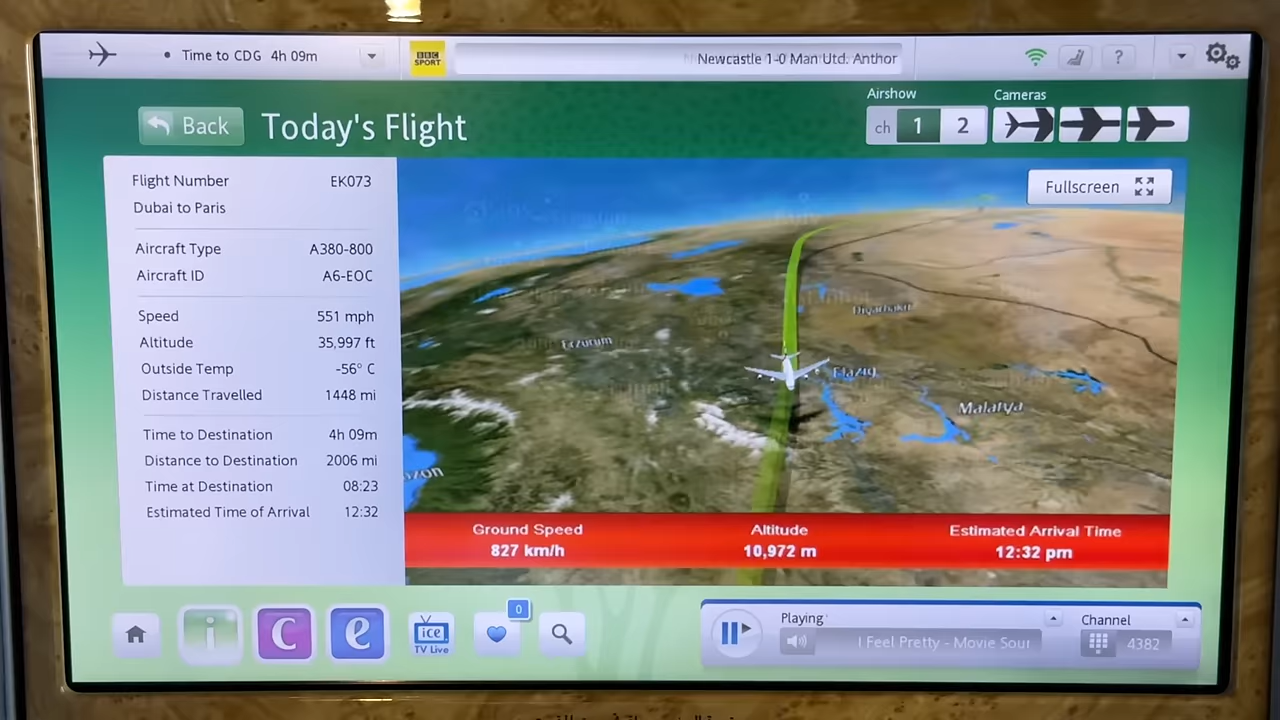 Time to CDG 4h 09m
BBC SPORT
Newcastle 1-0 Man Utd. Anthor
?
Back
Today's Flight
Airshow
ch 1 2
Cameras
Flight Number EK073
Dubai to Paris
Aircraft Type A380-800
Aircraft ID A6-EOC
Speed 551 mph
Altitude 35,997 ft
Outside Temp -56° C
Distance Travelled 1448 mi
Time to Destination 4h 09m
Distance to Destination 2006 mi
Time at Destination 08:23
Estimated Time of Arrival 12:32
Fullscreen
Diyarbakir
Erzurum
Elazig
Malatya
zon
Ground Speed
827 km/h
Altitude
10,972 m
Estimated Arrival Time
12:32 pm
i
C
e
ice
TV Live
0
Playing
I Feel Pretty - Movie Sour
Channel
4382